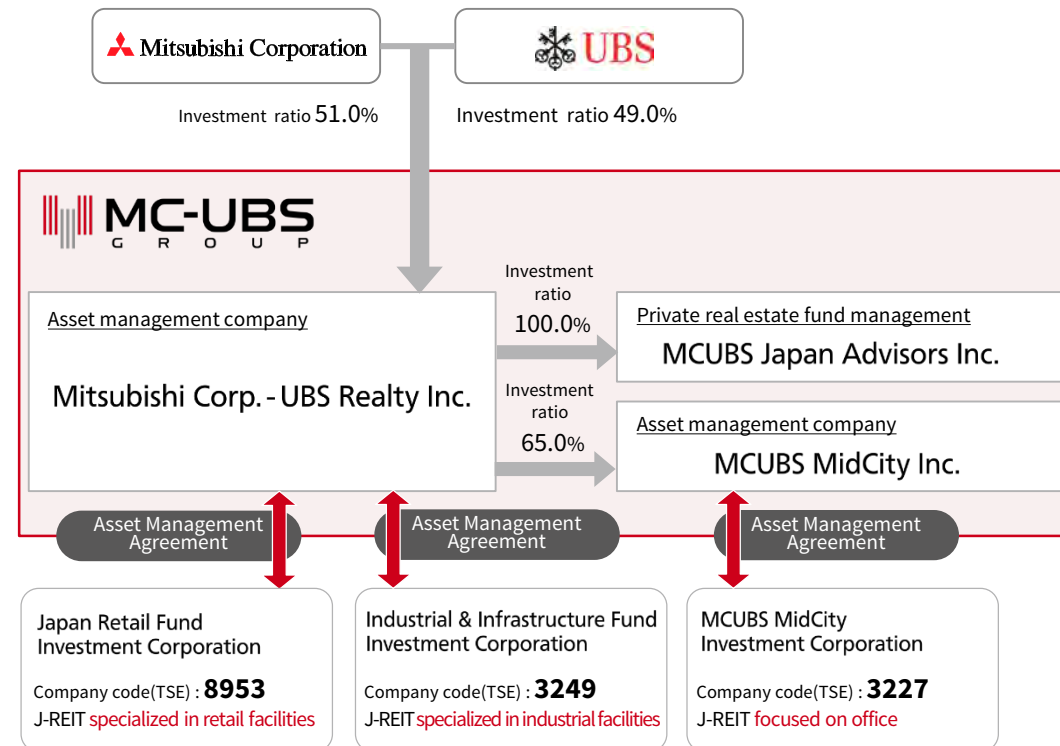 Mitsubishi Corporation
UBS
Investment ratio 51.0%
Investment ratio 49.0%
MC-UBS
GROUP
Asset management company
Mitsubishi Corp. - UBS Realty Inc.
Investment
ratio
100.0%
Private real estate fund management
MCUBS Japan Advisors Inc.
Investment
ratio
65.0%
Asset management company
MCUBS MidCity Inc.
Asset Management
Agreement
Asset Management
Agreement
Asset Management
Agreement
Japan Retail Fund
Investment Corporation
Company code(TSE) : 8953
J-REIT specialized in retail facilities
Industrial & Infrastructure Fund
Investment Corporation
Company code(TSE) : 3249
J-REIT specialized in industrial facilities
MCUBS MidCity
Investment Corporation
Company code(TSE) : 3227
J-REIT focused on office